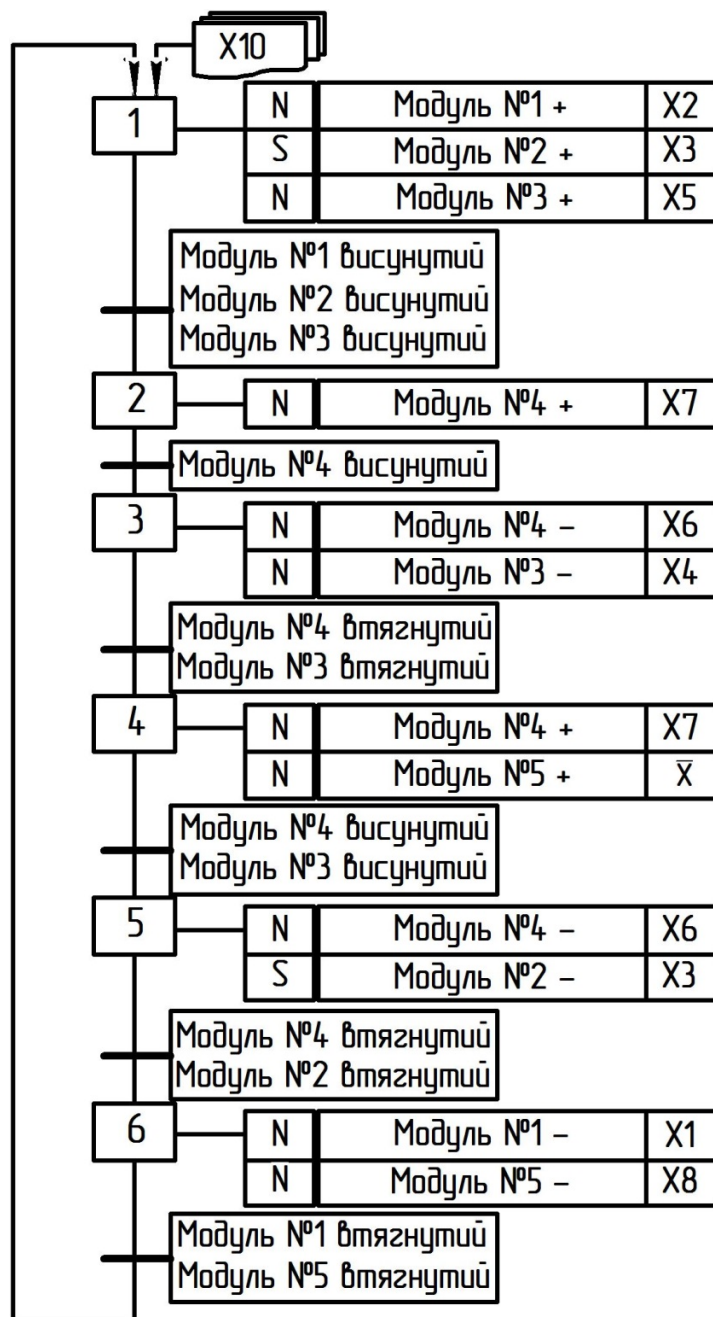 X10
1
N Модуль №1 + X2
S Модуль №2 + X3
N Модуль №3 + X5
Модуль №1 висунутий
Модуль №2 висунутий
Модуль №3 висунутий
2 N Модуль №4 + X7
Модуль №4 висунутий
3 N Модуль №4 – X6
N Модуль №3 – X4
Модуль №4 втягнутий
Модуль №3 втягнутий
4 N Модуль №4 + X7
N Модуль №5 + X̅
Модуль №4 висунутий
Модуль №3 висунутий
5 N Модуль №4 – X6
S Модуль №2 – X3
Модуль №4 втягнутий
Модуль №2 втягнутий
6 N Модуль №1 – X1
N Модуль №5 – X8
Модуль №1 втягнутий
Модуль №5 втягнутий